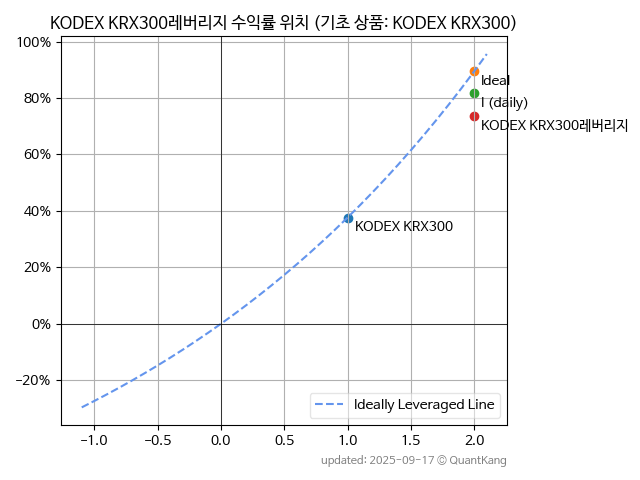 KODEX KRX300레버리지 수익률 위치 (기초 상품: KODEX KRX300)
100%
80%
60%
40%
20%
0%
−20%
Ideal
I (daily)
KODEX KRX300레버리지
KODEX KRX300
Ideally Leveraged Line
−1.0
−0.5
0.0
0.5
1.0
1.5
2.0
updated: 2025-09-17 © QuantKang